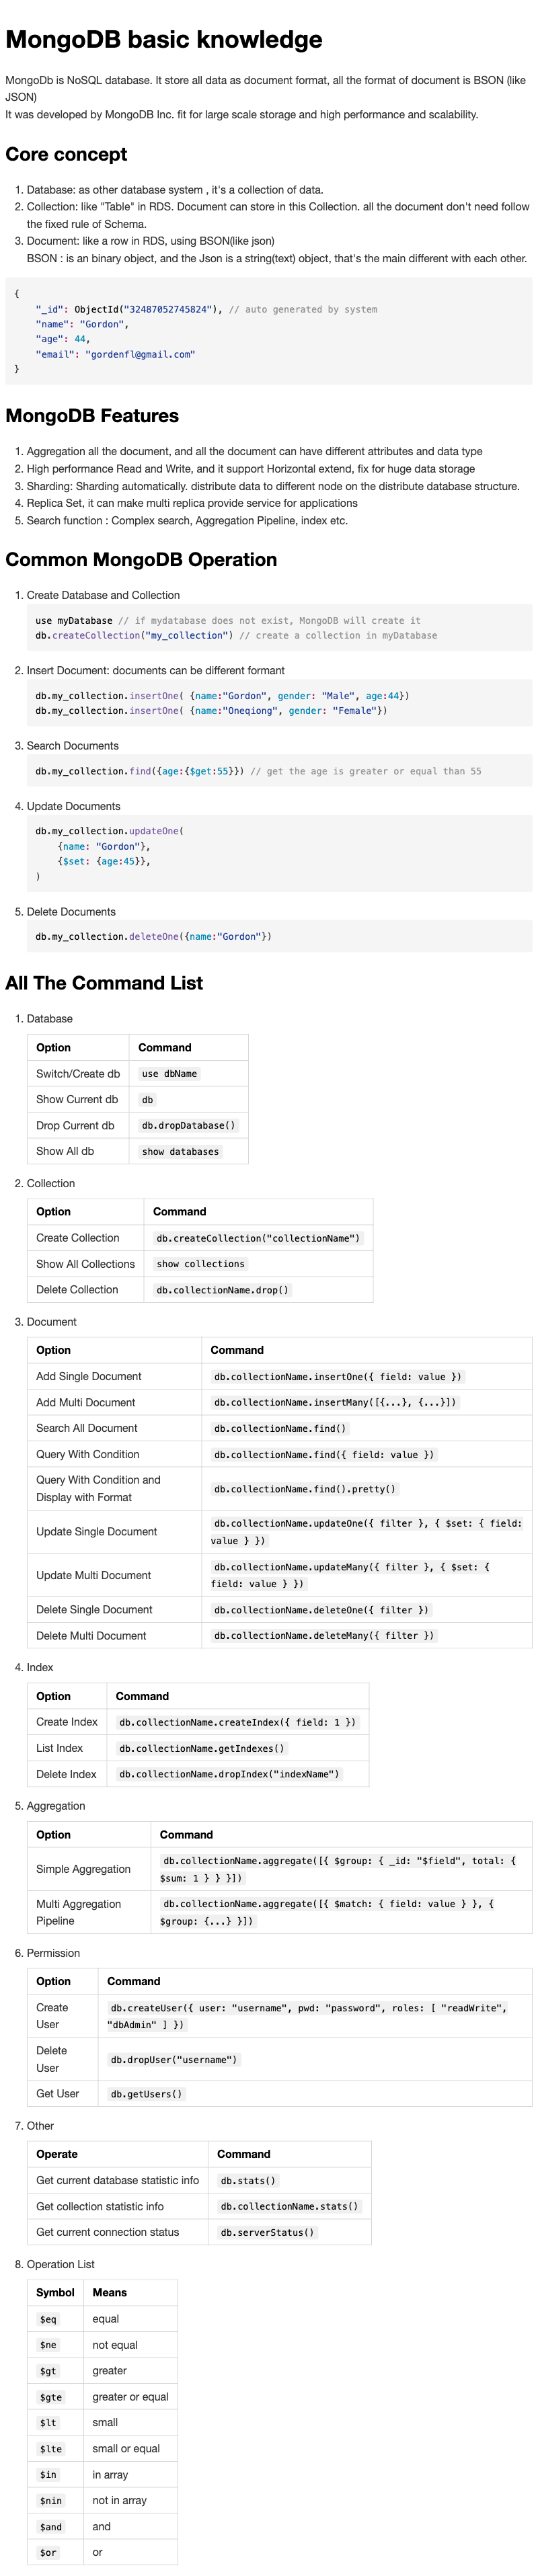 MongoDB basic knowledge
MongoDb is NoSQL database. It store all data as document format, all the format of document is BSON (like
JSON)
It was developed by MongoDB Inc. fit for large scale storage and high performance and scalability.
Core concept
1. Database: as other database system , it's a collection of data.
2. Collection: like "Table" in RDS. Document can store in this Collection. all the document don't need follow
the fixed rule of Schema.
3. Document: like a row in RDS, using BSON(like json)
BSON : is an binary object, and the Json is a string(text) object, that's the main different with each other.
{
"_id": ObjectId("32487052745824"), // auto generated by system
"name": "Gordon",
"age": 44,
"email": "gordenfl@gmail.com"
}
MongoDB Features
1. Aggregation all the document, and all the document can have different attributes and data type
2. High performance Read and Write, and it support Horizontal extend, fix for huge data storage
3. Sharding: Sharding automatically. distribute data to different node on the distribute database structure.
4. Replica Set, it can make multi replica provide service for applications
5. Search function : Complex search, Aggregation Pipeline, index etc.
Common MongoDB Operation
1. Create Database and Collection
use myDatabase // if mydatabase does not exist, MongoDB will create it
db.createCollection("my_collection") // create a collection in myDatabase
2. Insert Document: documents can be different formant
db.my_collection.insertOne( {name:"Gordon", gender: "Male", age:44})
db.my_collection.insertOne( {name:"Oneqiong", gender: "Female"})
3. Search Documents
db.my_collection.find({age:{$get:55}}) // get the age is greater or equal than 55
4. Update Documents
db.my_collection.updateOne(
{name: "Gordon"},
{$set: {age:45}},
)
5. Delete Documents
db.my_collection.deleteOne({name:"Gordon"})
All The Command List
1. Database
Option Command
Switch/Create db use dbName
Show Current db db
Drop Current db db.dropDatabase()
Show All db show databases
2. Collection
Option Command
Create Collection db.createCollection("collectionName")
Show All Collections show collections
Delete Collection db.collectionName.drop()
3. Document
Option Command
Add Single Document db.collectionName.insertOne({ field: value })
Add Multi Document db.collectionName.insertMany([{...}, {...}])
Search All Document db.collectionName.find()
Query With Condition db.collectionName.find({ field: value })
Query With Condition and
Display with Format
db.collectionName.find().pretty()
Update Single Document
db.collectionName.updateOne({ filter }, { $set: { field:
value } })
Update Multi Document
db.collectionName.updateMany({ filter }, { $set: {
field: value } })
Delete Single Document db.collectionName.deleteOne({ filter })
Delete Multi Document db.collectionName.deleteMany({ filter })
4. Index
Option Command
Create Index db.collectionName.createIndex({ field: 1 })
List Index db.collectionName.getIndexes()
Delete Index db.collectionName.dropIndex("indexName")
5. Aggregation
Option Command
Simple Aggregation
db.collectionName.aggregate([{ $group: { _id: "$field", total: {
$sum: 1 } } }])
Multi Aggregation
Pipeline
db.collectionName.aggregate([{ $match: { field: value } }, {
$group: {...} }])
6. Permission
Option Command
Create
User
db.createUser({ user: "username", pwd: "password", roles: [ "readWrite",
"dbAdmin" ] })
Delete
User
db.dropUser("username")
Get User db.getUsers()
7. Other
Operate Command
Get current database statistic info db.stats()
Get collection statistic info db.collectionName.stats()
Get current connection status db.serverStatus()
8. Operation List
Symbol Means
$eq equal
$ne not equal
$gt greater
$gte greater or equal
$lt small
$lte small or equal
$in in array
$nin not in array
$and and
$or or